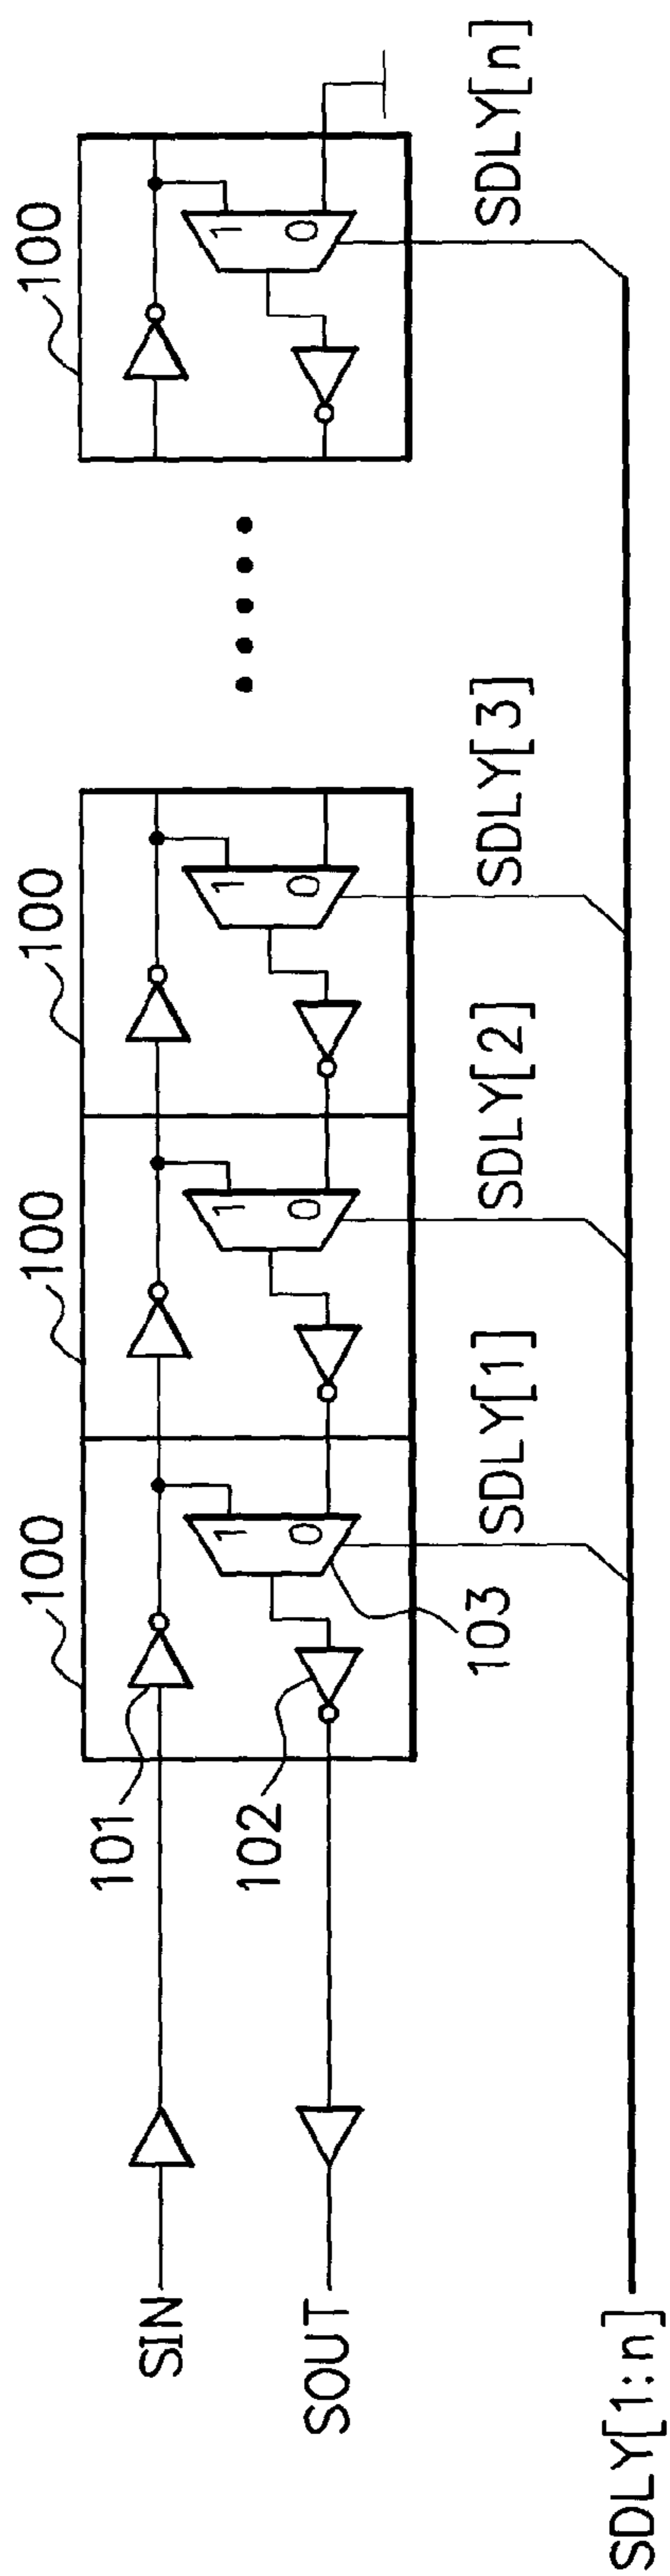 100 100 100 100
1 1 1 1
0 0 0 0
101
SIN
102 103
SOUT
SDLY[1] SDLY[2] SDLY[3] SDLY[n]
SDLY[1:n]